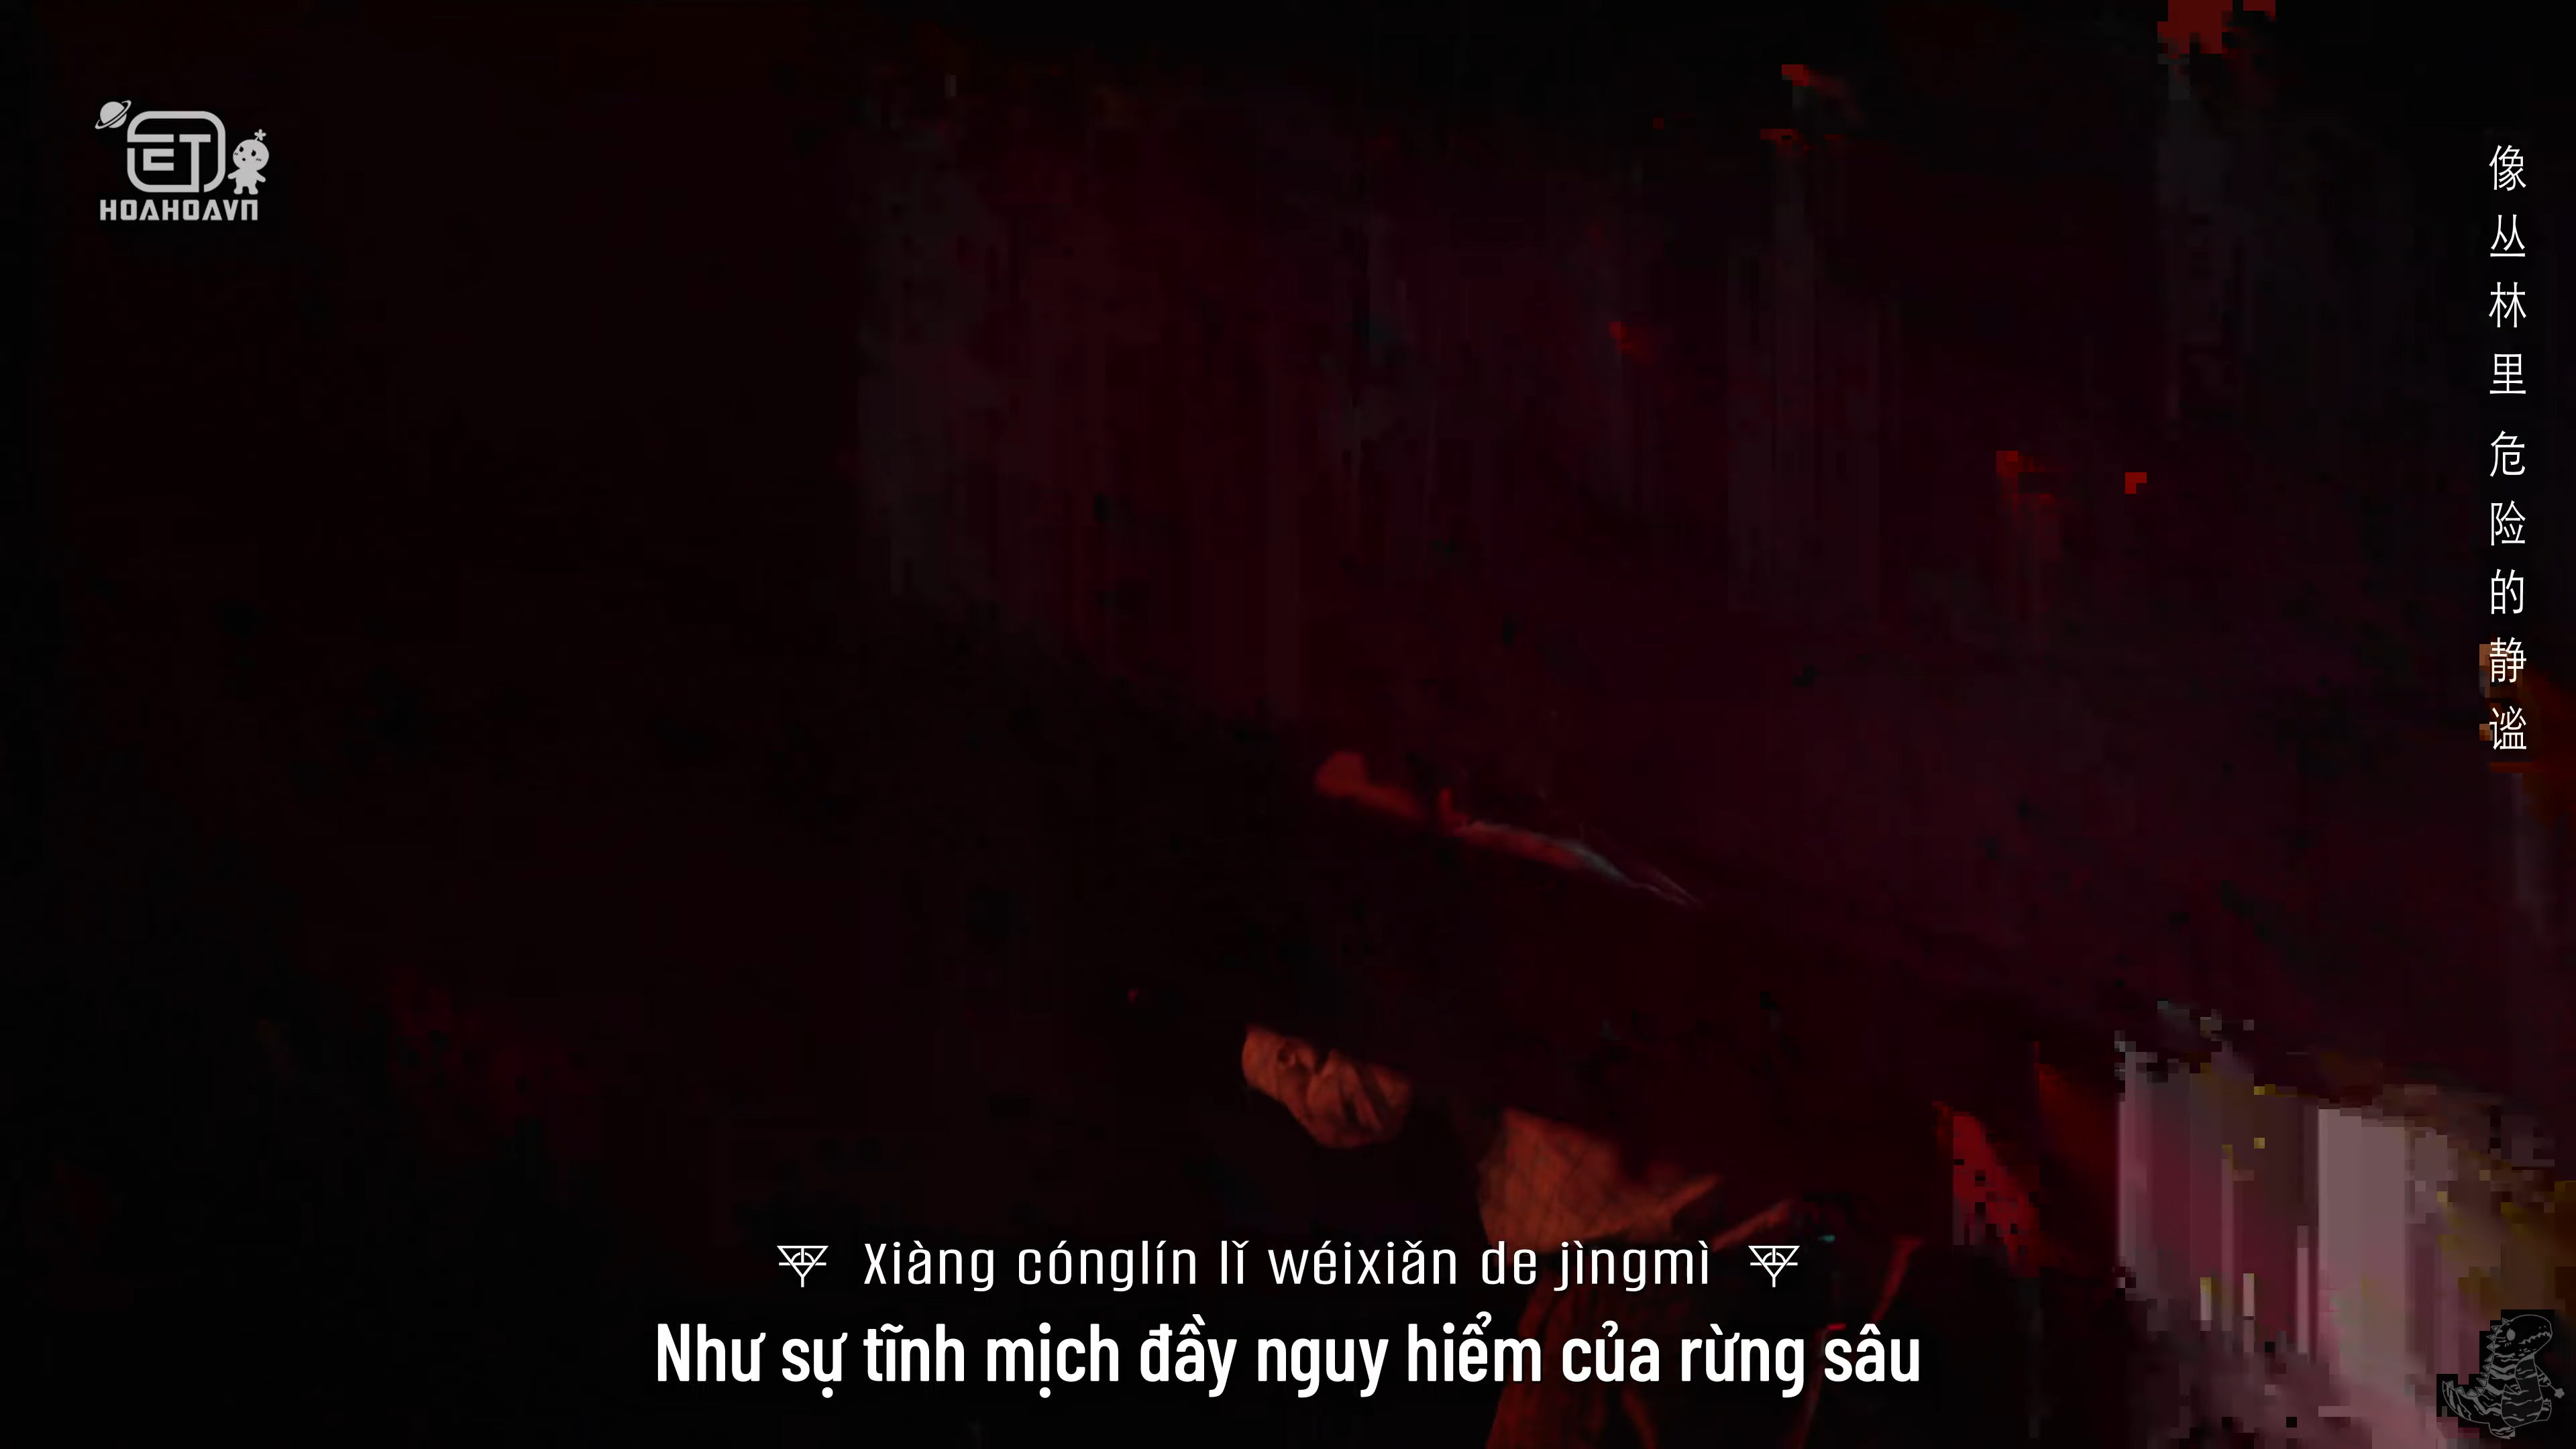 ET
HOAHOAVN
像丛林里 危险的静谧
Xiàng cónglín lǐ wéixiǎn de jìngmì
Như sự tĩnh mịch đầy nguy hiểm của rừng sâu